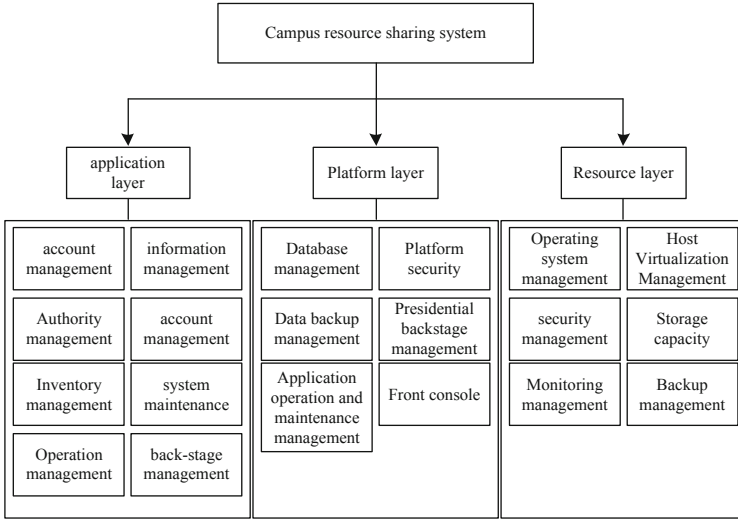 Campus resource sharing system
application
layer
Platform layer
Resource layer
account
management
information
management
Authority
management
account
management
Inventory
management
system
maintenance
Operation
management
back-stage
management
Database
management
Platform
security
Data backup
management
Presidential
backstage
management
Application
operation and
maintenance
management
Front console
Operating
system
management
Host
Virtualization
Management
security
management
Storage
capacity
Monitoring
management
Backup
management